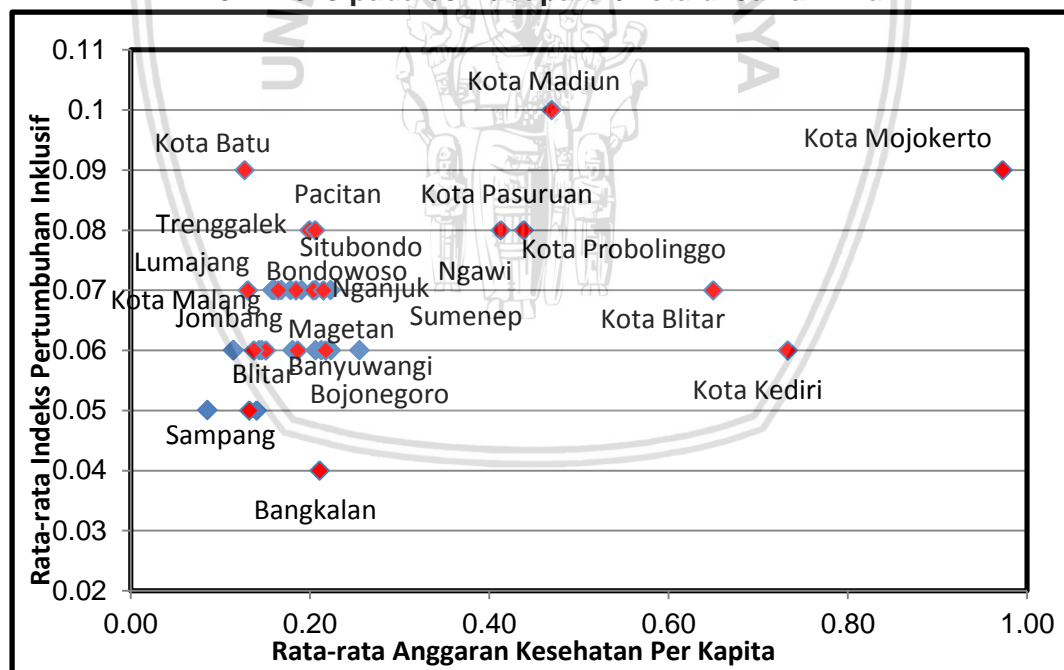 0.11
0.1
0.09
0.08
0.07
0.06
0.05
0.04
0.03
0.02
Rata-rata Indeks Pertumbuhan Inklusif
Kota Madiun
Kota Mojokerto
Kota Batu
Pacitan
Kota Pasuruan
Trenggalek
Situbondo
Kota Probolinggo
Lumajang
Bondowoso
Ngawi
Kota Malang
Nganjuk
Jombang
Magetan
Sumenep
Kota Blitar
Blitar
Banyuwangi
Bojonegoro
Kota Kediri
Sampang
Bangkalan
0.00
0.20
0.40
0.60
0.80
1.00
Rata-rata Anggaran Kesehatan Per Kapita
AYA